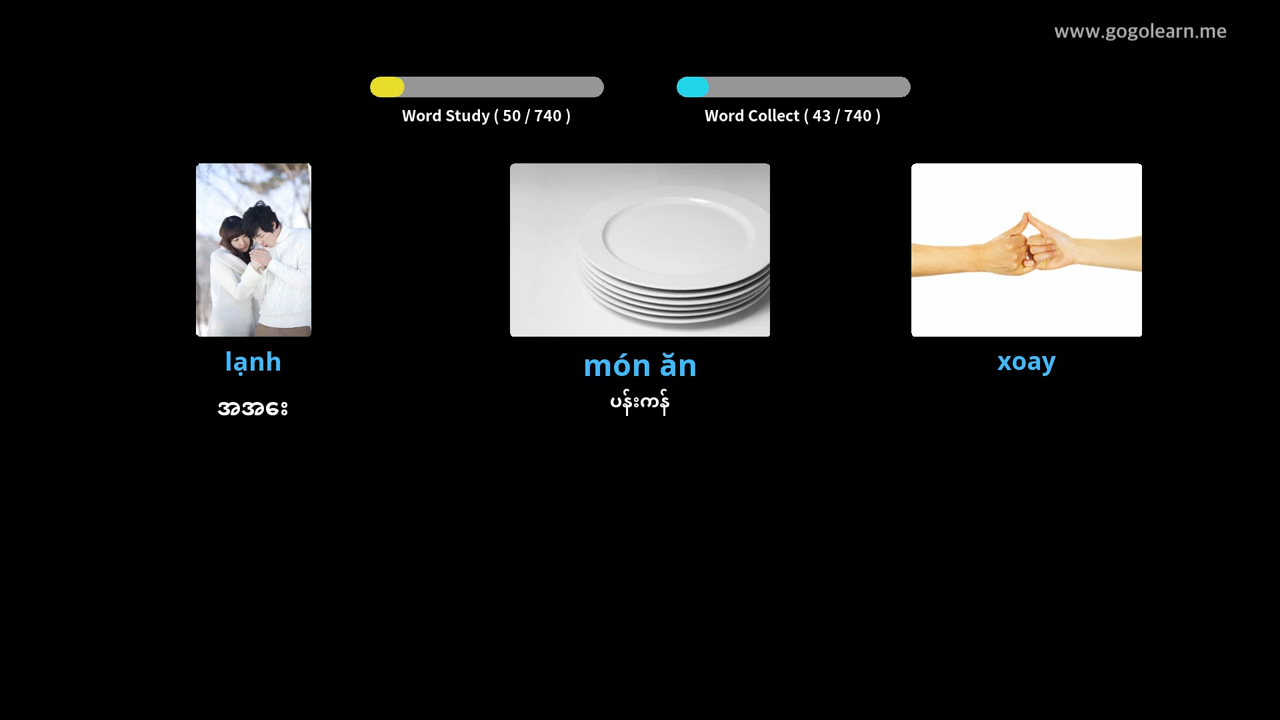 www.gogolearn.me
Word Study ( 50 / 740 )
Word Collect ( 43 / 740 )
lạnh
món ăn
xoay
အအေး
ပန်းကန်